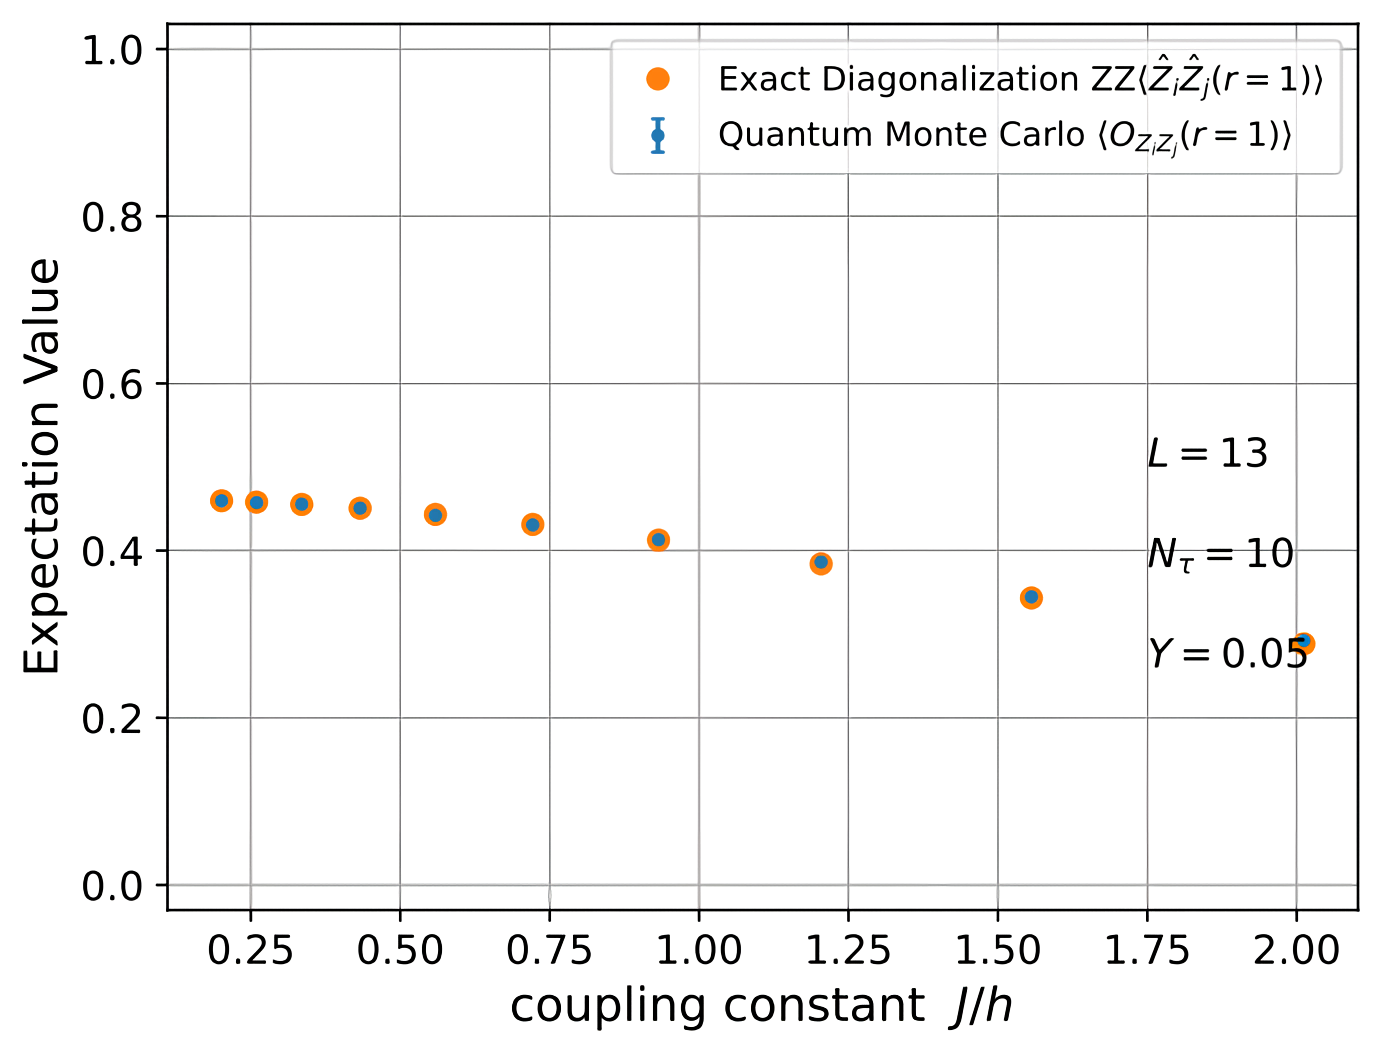 1.0
0.8
0.6
0.4
0.2
0.0
Expectation Value
Exact Diagonalization ZZ⟨Ẑᵢẑⱼ(r = 1)⟩
Quantum Monte Carlo ⟨O_{Z_iZ_j}(r = 1)⟩
L = 13
N_τ = 10
Y = 0.05
0.25 0.50 0.75 1.00 1.25 1.50 1.75 2.00
coupling constant J/h